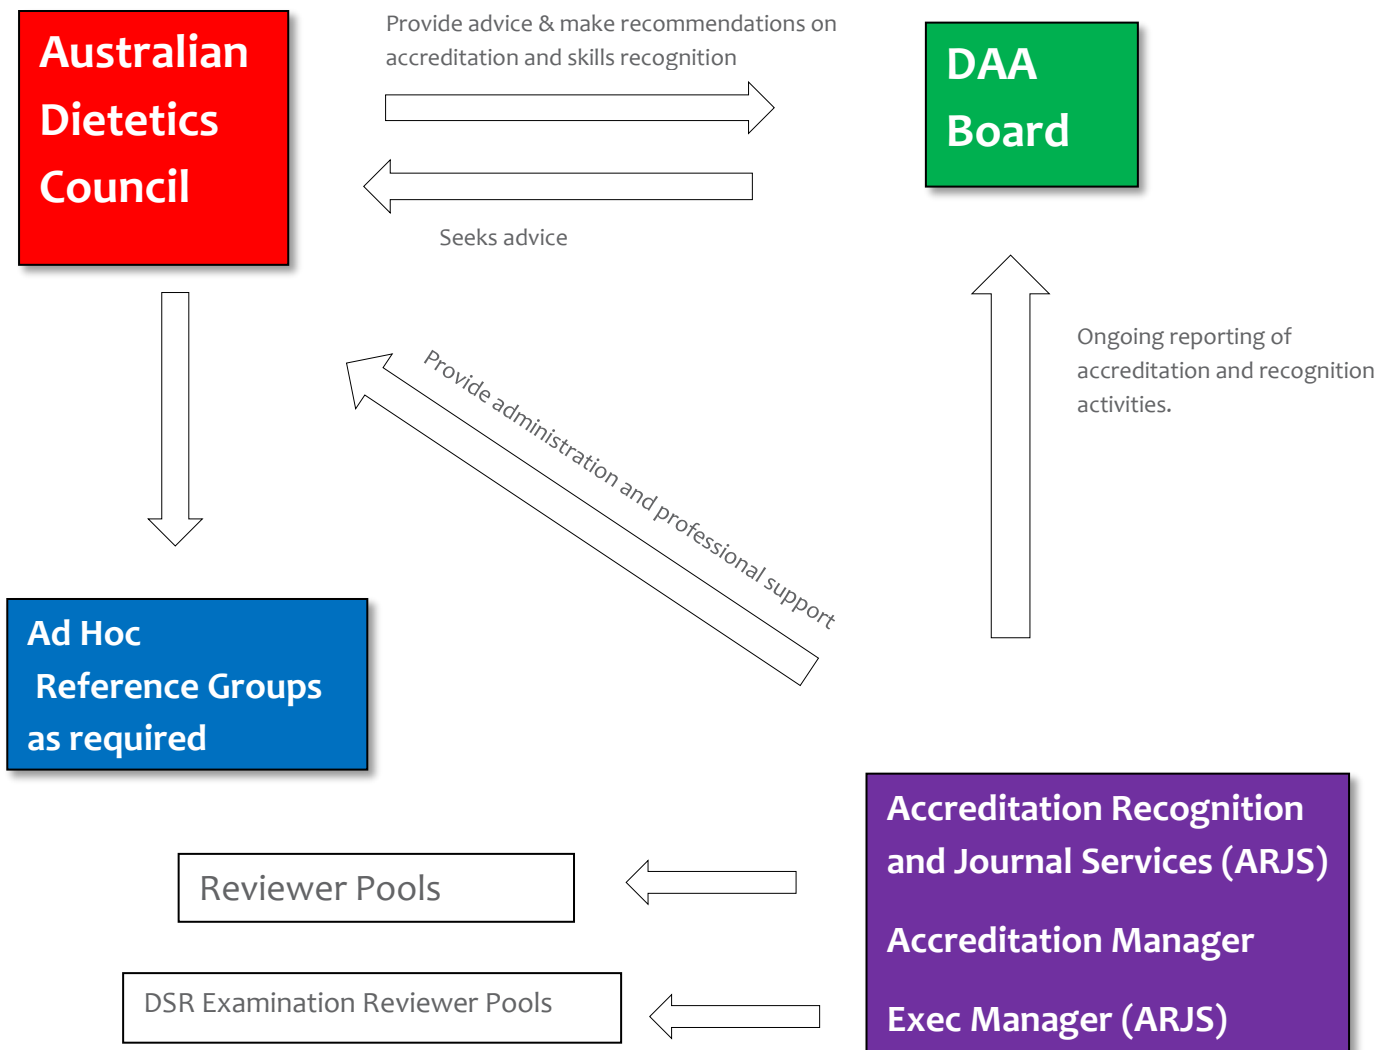 Australian
Dietetics
Council
Provide advice & make recommendations on
accreditation and skills recognition
DAA
Board
Seeks advice
Ongoing reporting of
accreditation and recognition
activities.
Provide administration and professional support
Ad Hoc
Reference Groups
as required
Accreditation Recognition
and Journal Services (ARJS)
Accreditation Manager
Exec Manager (ARJS)
Reviewer Pools
DSR Examination Reviewer Pools